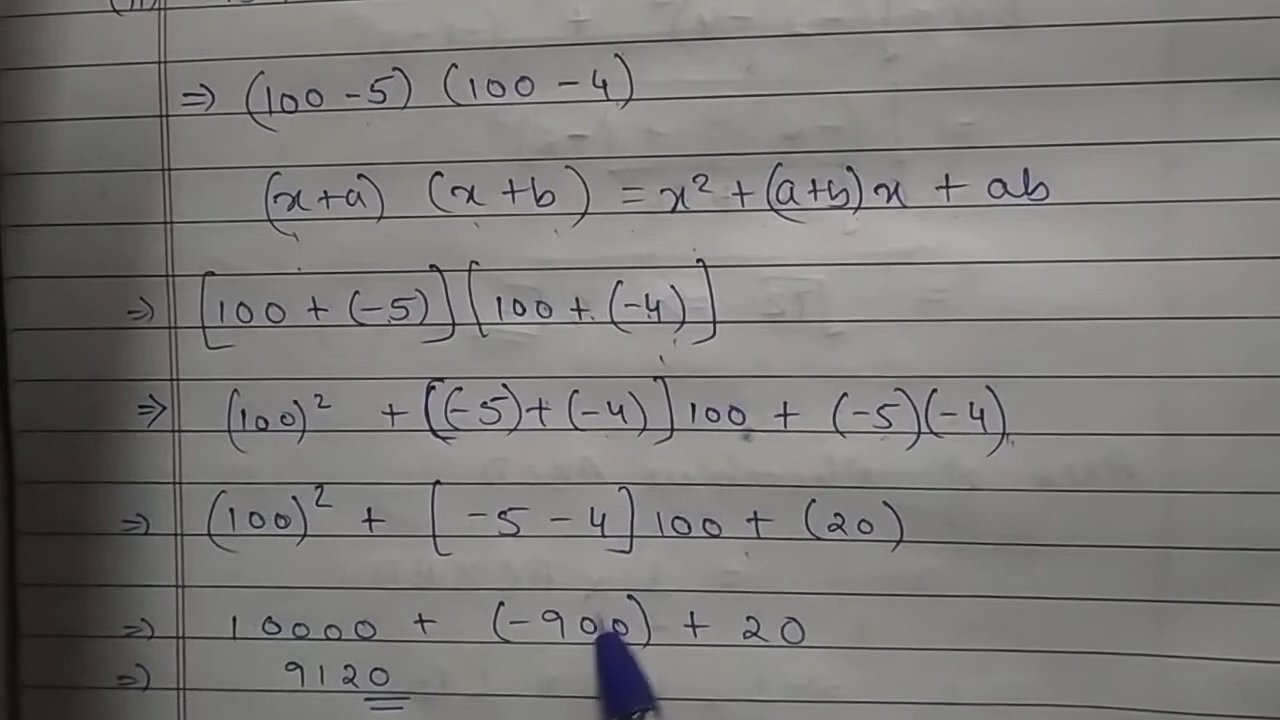 ⇒ (100 - 5) (100 - 4)
(x+a) (x+b) = x² + (a+b)x + ab
⇒ [100 + (-5)] [100 + (-4)]
⇒ (100)² + [(-5) + (-4)] 100 + (-5)(-4)
⇒ (100)² + [-5 - 4] 100 + (20)
⇒ 10000 + (-900) + 20
⇒ 9120